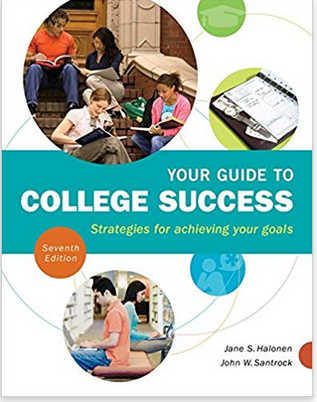 YOUR GUIDE TO
COLLEGE SUCCESS
Strategies for achieving your goals
Seventh
Edition
Jane S. Halonen
John W. Santrock